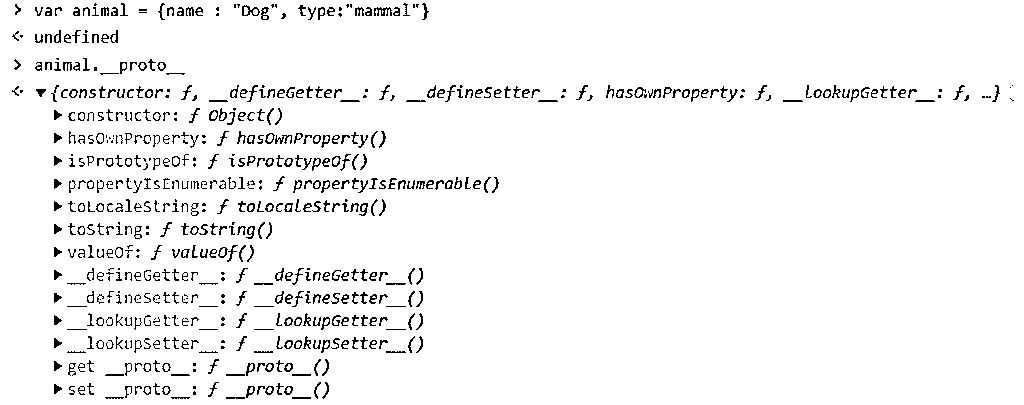 > var animal = {name : "Dog", type:"mammal"}
< undefined
> animal.__proto__
< ▼{constructor: ƒ, __defineGetter__: ƒ, __defineSetter__: ƒ, hasOwnProperty: ƒ, __lookupGetter__: ƒ, …}
▶constructor: ƒ Object()
▶hasOwnProperty: ƒ hasOwnProperty()
▶isPrototypeOf: ƒ isPrototypeOf()
▶propertyIsEnumerable: ƒ propertyIsEnumerable()
▶toLocaleString: ƒ toLocaleString()
▶toString: ƒ toString()
▶valueOf: ƒ valueOf()
▶__defineGetter__: ƒ __defineGetter__()
▶__defineSetter__: ƒ __defineSetter__()
▶__lookupGetter__: ƒ __lookupGetter__()
▶__lookupSetter__: ƒ __lookupSetter__()
▶get __proto__: ƒ __proto__()
▶set __proto__: ƒ __proto__()